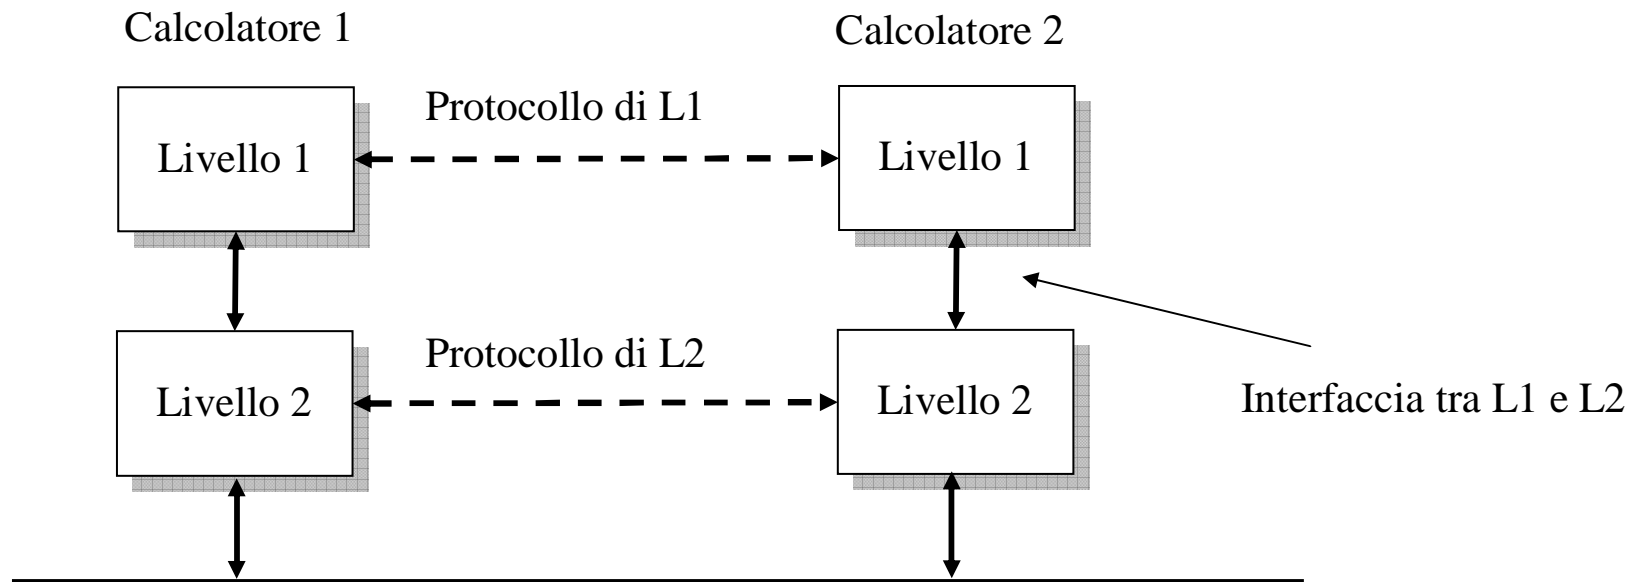 Calcolatore 1
Calcolatore 2
Protocollo di L1
Livello 1
Livello 1
Protocollo di L2
Livello 2
Livello 2
Interfaccia tra L1 e L2